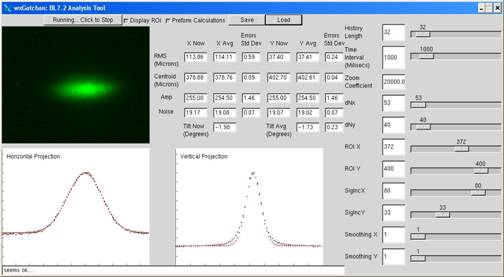 wxGatchan: BL7.2 Analysis Tool
Running... Click to Stop Display ROI Preform Calculations Save Load
X Now X Avg Errors Std Dev Y Now Y Avg Errors Std Dev
RMS (Microns) 113.86 114.11 0.59 37.40 37.41 0.24
Centroid (Microns) 378.88 378.76 0.09 402.70 402.61 0.04
Amp 255.00 254.50 1.46 255.00 254.50 1.46
Noise 19.17 19.08 0.07 19.07 19.02 0.07
Tilt Now (Degrees) -1.98 Tilt Avg (Degrees) -1.73 0.23
History Length 32 32
Time Interval (Milisecs) 1000 1000
Zoom Coefficient 20000.0
dNx 53 53
dNy 40 40
ROI X 372 372
ROI Y 400 400
SigIncX 80 80
SigIncY 33 33
Smoothing X 1 1
Smoothing Y 1 1
Horizontal Projection
Vertical Projection
seems ok...